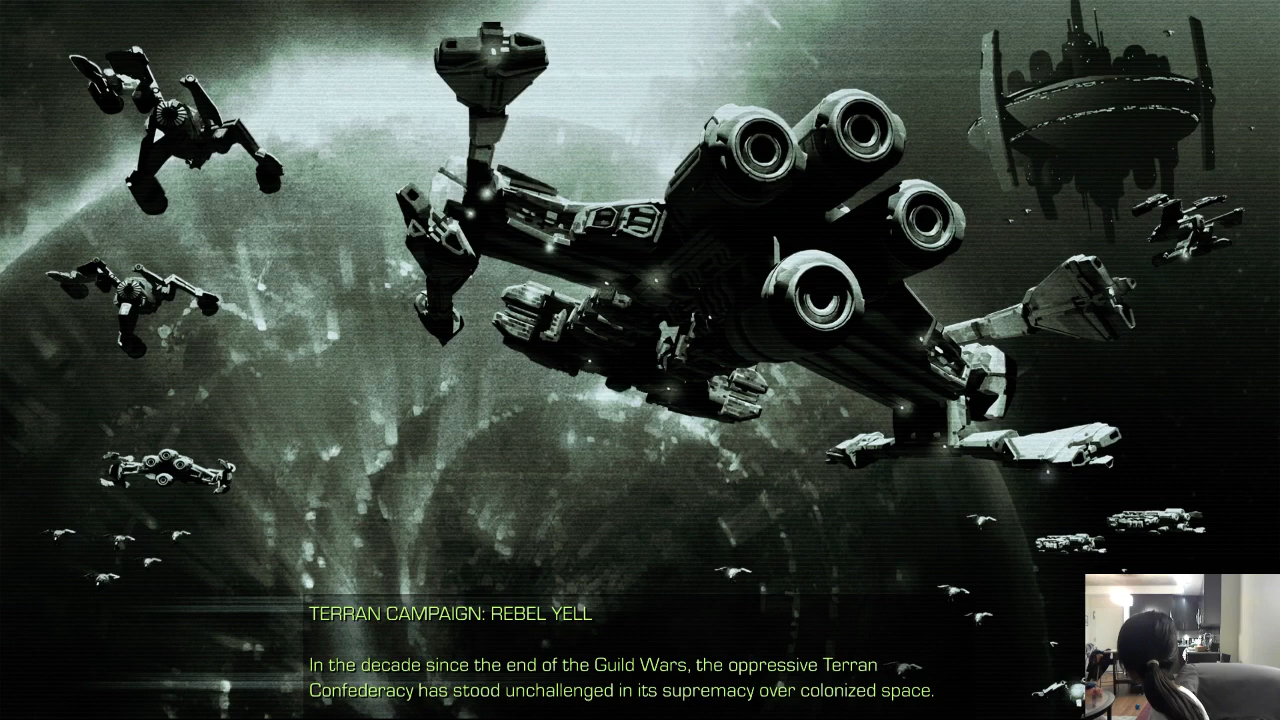 TERRAN CAMPAIGN: REBEL YELL
In the decade since the end of the Guild Wars, the oppressive Terran
Confederacy has stood unchallenged in its supremacy over colonized space.